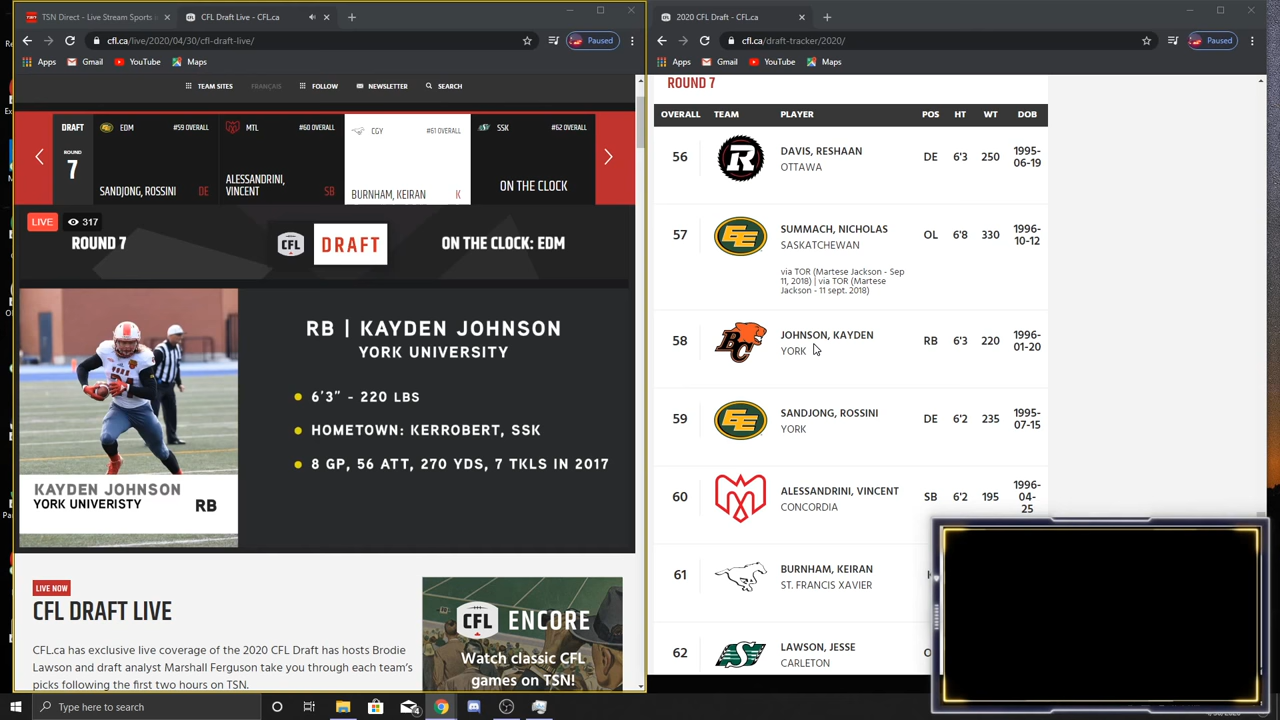 TSN Direct - Live Stream Sports
CFL Draft Live - CFL.ca
cfl.ca/live/2020/04/30/cfl-draft-live/
Paused
Apps
Gmail
YouTube
Maps
TEAM SITES
FRANÇAIS
FOLLOW
NEWSLETTER
SEARCH
DRAFT
ROUND
7
EDM
#59 OVERALL
SANDJONG, ROSSINI
DE
MTL
#60 OVERALL
ALESSANDRINI,
VINCENT
SB
CGY
#61 OVERALL
BURNHAM, KEIRAN
K
SSK
#62 OVERALL
ON THE CLOCK
LIVE
317
ROUND 7
CFL
DRAFT
ON THE CLOCK: EDM
RB | KAYDEN JOHNSON
YORK UNIVERSITY
6'3" - 220 LBS
HOMETOWN: KERROBERT, SSK
8 GP, 56 ATT, 270 YDS, 7 TKLS IN 2017
KAYDEN JOHNSON
YORK UNIVERISTY
RB
LIVE NOW
CFL DRAFT LIVE
CFL.ca has exclusive live coverage of the 2020 CFL Draft has hosts Brodie
Lawson and draft analyst Marshall Ferguson take you through each team's
picks following the first two hours on TSN.
CFL
ENCORE
Watch classic CFL
games on TSN!
2020 CFL Draft - CFL.ca
cfl.ca/draft-tracker/2020/
Paused
Apps
Gmail
YouTube
Maps
ROUND 7
OVERALL TEAM PLAYER POS HT WT DOB
56 R DAVIS, RESHAAN DE 6'3 250 1995-
06-19
OTTAWA
57 EE SUMMACH, NICHOLAS OL 6'8 330 1996-
10-12
SASKATCHEWAN
via TOR (Martese Jackson - Sep
11, 2018) | via TOR (Martese
Jackson - 11 sept. 2018)
58 BC JOHNSON, KAYDEN RB 6'3 220 1996-
01-20
YORK
59 EE SANDJONG, ROSSINI DE 6'2 235 1995-
07-15
YORK
60 ALESSANDRINI, VINCENT SB 6'2 195 1996-
04-
25
CONCORDIA
61 BURNHAM, KEIRAN
ST. FRANCIS XAVIER
62 S LAWSON, JESSE
CARLETON
Type here to search